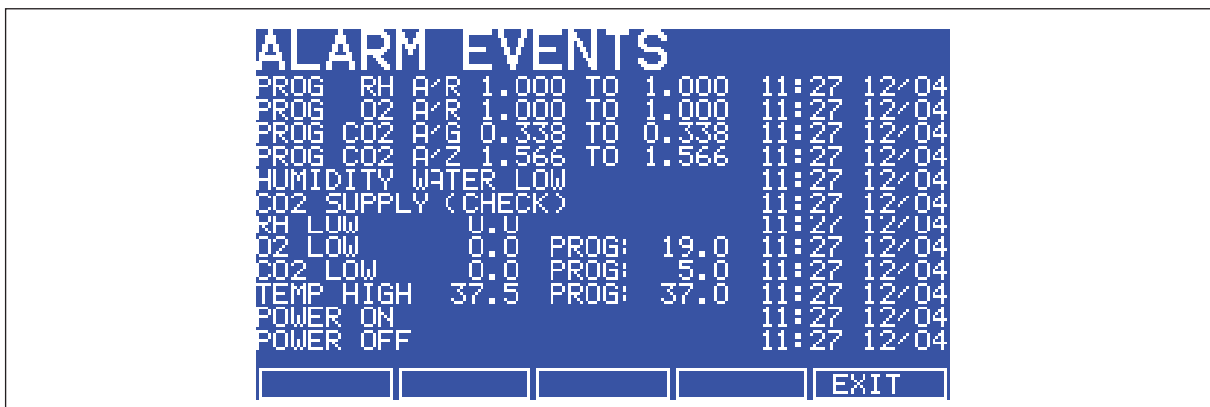 ALARM EVENTS
PROG RH A/R 1.000 TO 1.000 11:27 12/04
PROG O2 A/R 1.000 TO 1.000 11:27 12/04
PROG CO2 A/G 0.338 TO 0.338 11:27 12/04
PROG CO2 A/Z 1.566 TO 1.566 11:27 12/04
HUMIDITY WATER LOW 11:27 12/04
CO2 SUPPLY (CHECK) 11:27 12/04
RH LOW 0.0 11:27 12/04
O2 LOW 0.0 PROG: 19.0 11:27 12/04
CO2 LOW 0.0 PROG: 5.0 11:27 12/04
TEMP HIGH 37.5 PROG: 37.0 11:27 12/04
POWER ON 11:27 12/04
POWER OFF 11:27 12/04
EXIT